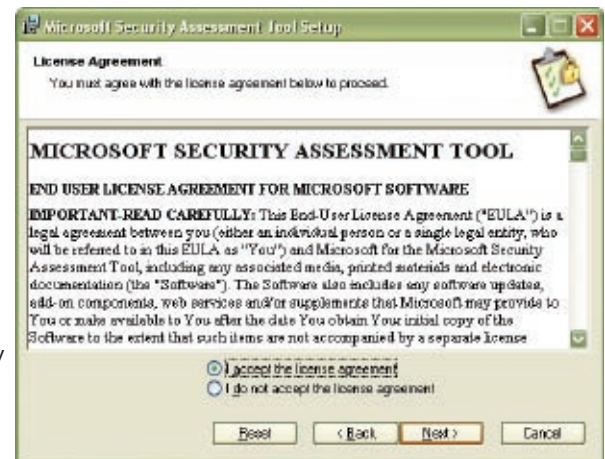 Microsoft Security Assessment Tool Setup
License Agreement
You must agree with the license agreement below to proceed.
MICROSOFT SECURITY ASSESSMENT TOOL
END USER LICENSE AGREEMENT FOR MICROSOFT SOFTWARE
IMPORTANT-READ CAREFULLY: This End-User License Agreement ("EULA") is a
legal agreement between you (either an individual person or a single legal entity, who
will be referred to in this EULA as "You") and Microsoft for the Microsoft Security
Assessment Tool, including any associated media, printed materials and electronic
documentation (the "Software"). The Software also includes any software updates,
add-on components, web services and/or supplements that Microsoft may provide to
You or make available to You after the date You obtain Your initial copy of the
Software to the extent that such items are not accompanied by a separate license
I accept the license agreement
I do not accept the license agreement
Reset < Back Next > Cancel